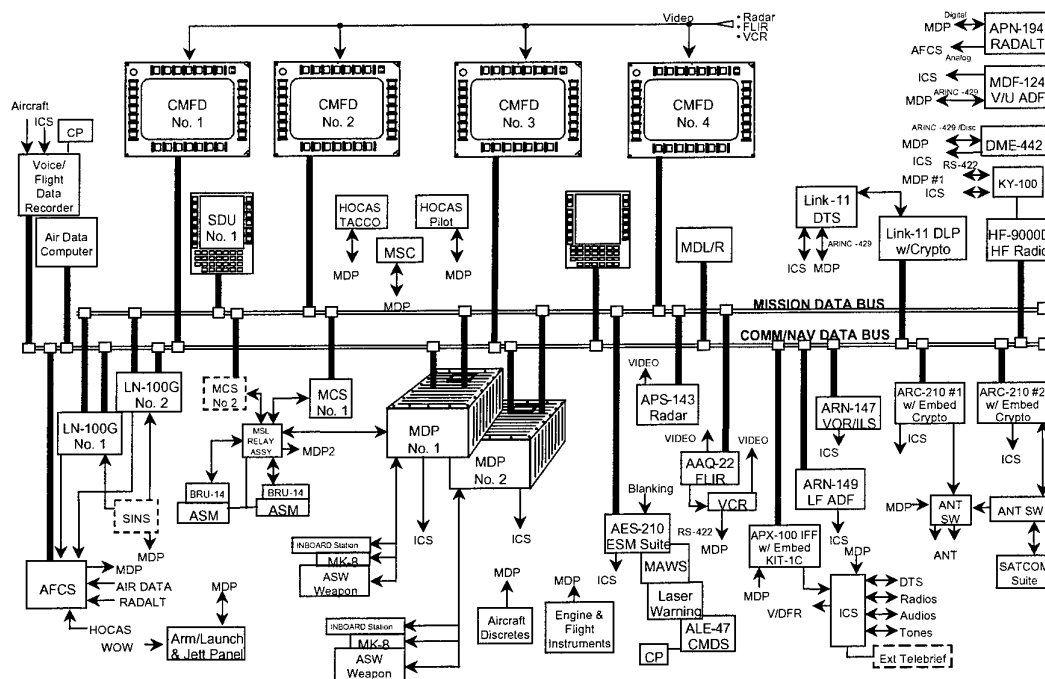 Video
• Radar
• FLIR
• VCR
CMFD
No. 1
CMFD
No. 2
CMFD
No. 3
CMFD
No. 4
Digital
MDP
APN-194
RADALT
AFCS
Analog
ICS
MDF-124
V/U ADF
ARINC -429
MDP
ARINC -429 /Disc
MDP
DME-442
ICS
RS-422
MDP #1
ICS
KY-100
HF-9000D
HF Radio
Aircraft
ICS
CP
Voice/
Flight
Data
Recorder
Air Data
Computer
SDU
No. 1
HOCAS
TACCO
MDP
MSC
MDP
HOCAS
Pilot
MDP
MDL/R
Link-11
DTS
ARINC -429
ICS
MDP
Link-11 DLP
w/Crypto
MISSION DATA BUS
COMM/NAV DATA BUS
LN-100G
No. 2
LN-100G
No. 1
MCS
No 2
MCS
No. 1
MSL
RELAY
ASSY
MDP2
BRU-14
ASM
BRU-14
ASM
SINS
MDP
MDP
No. 1
MDP
No. 2
ICS
ICS
VIDEO
APS-143
Radar
VIDEO
VIDEO
AAQ-22
FLIR
VCR
RS-422
MDP
ARN-147
VOR/ILS
ICS
ARN-149
LF ADF
ICS
ARC-210 #1
w/ Embed
Crypto
ICS
ARC-210 #2
w/ Embed
Crypto
ICS
MDP
ANT
SW
ANT
ANT SW
SATCOM
Suite
AFCS
MDP
AIR DATA
RADALT
HOCAS
WOW
MDP
Arm/Launch
& Jett Panel
INBOARD Station
MK-8
ASW
Weapon
INBOARD Station
MK-8
ASW
Weapon
MDP
Aircraft
Discretes
MDP
Engine &
Flight
Instruments
Blanking
AES-210
ESM Suite
ICS
MAWS
Laser
Warning
ALE-47
CMDS
CP
APX-100 IFF
w/ Embed
KIT-1C
MDP
V/DFR
MDP
ICS
DTS
Radios
Audios
Tones
Ext Telebrief